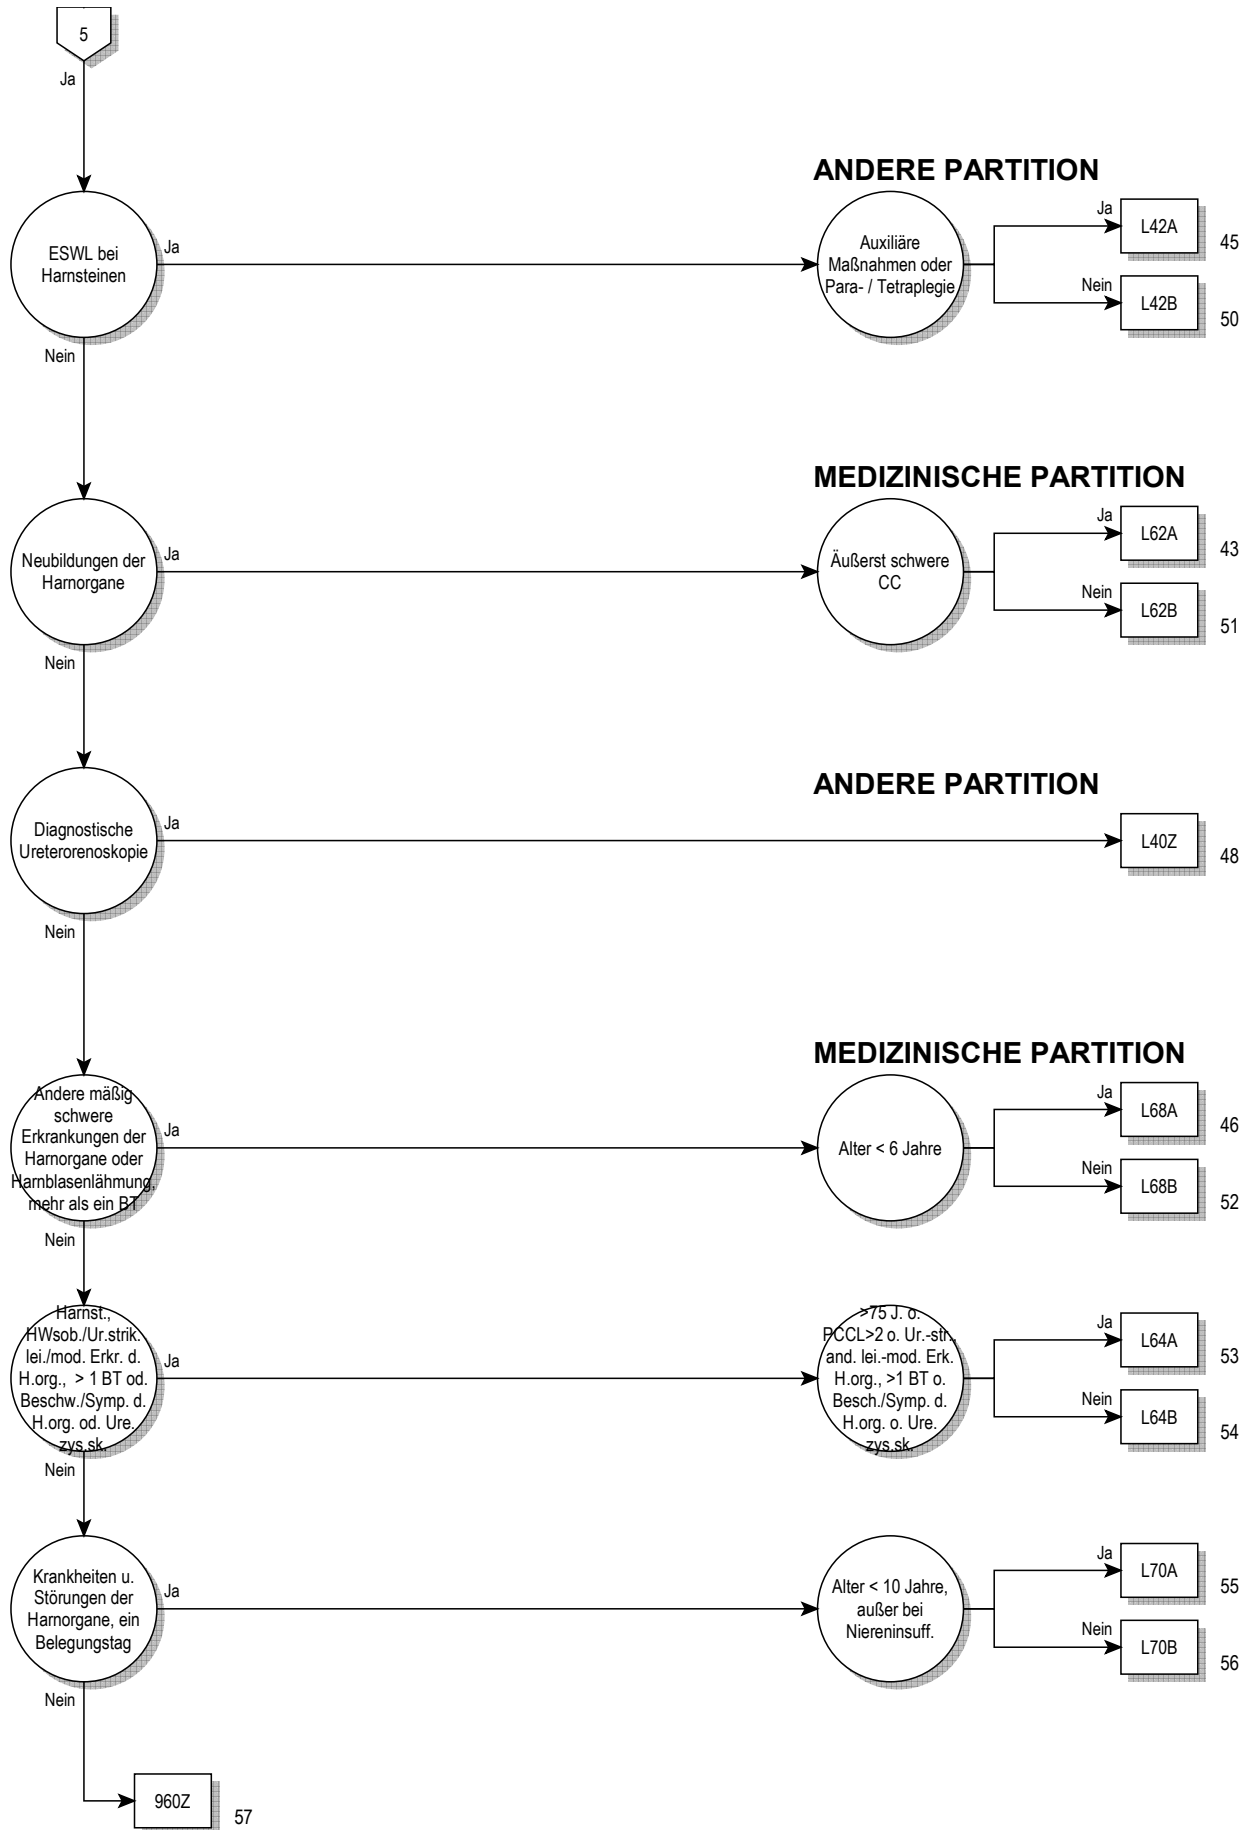 5
Ja
ANDERE PARTITION
ESWL bei
Harnsteinen
Ja
Nein
Auxiliäre
Maßnahmen oder
Para- / Tetraplegie
Ja
L42A
45
Nein
L42B
50
MEDIZINISCHE PARTITION
Neubildungen der
Harnorgane
Ja
Nein
Äußerst schwere
CC
Ja
L62A
43
Nein
L62B
51
ANDERE PARTITION
Diagnostische
Ureterorenoskopie
Ja
Nein
L40Z
48
MEDIZINISCHE PARTITION
Andere mäßig
schwere
Erkrankungen der
Harnorgane oder
Harnblasenlähmung,
mehr als ein BT
Ja
Nein
Alter < 6 Jahre
Ja
L68A
46
Nein
L68B
52
Harnst.,
HWsob./Ur.strik.
lei./mod. Erkr. d.
H.org., > 1 BT od.
Beschw./Symp. d.
H.org. od. Ure.
zys.sk.
Ja
Nein
>75 J. o.
PCCL>2 o. Ur.-str.,
and. lei.-mod. Erk.
H.org., >1 BT o.
Besch./Symp. d.
H.org. o. Ure.
zys.sk.
Ja
L64A
53
Nein
L64B
54
Krankheiten u.
Störungen der
Harnorgane, ein
Belegungstag
Ja
Nein
Alter < 10 Jahre,
außer bei
Niereninsuff.
Ja
L70A
55
Nein
L70B
56
960Z
57